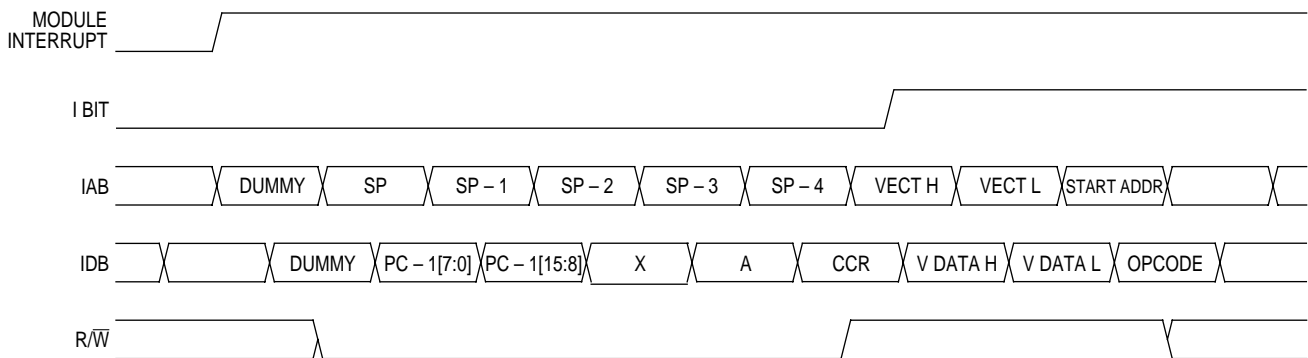 MODULE
INTERRUPT
I BIT
IAB DUMMY SP SP – 1 SP – 2 SP – 3 SP – 4 VECT H VECT L START ADDR
IDB DUMMY PC – 1[7:0] PC – 1[15:8] X A CCR V DATA H V DATA L OPCODE
R/W̅